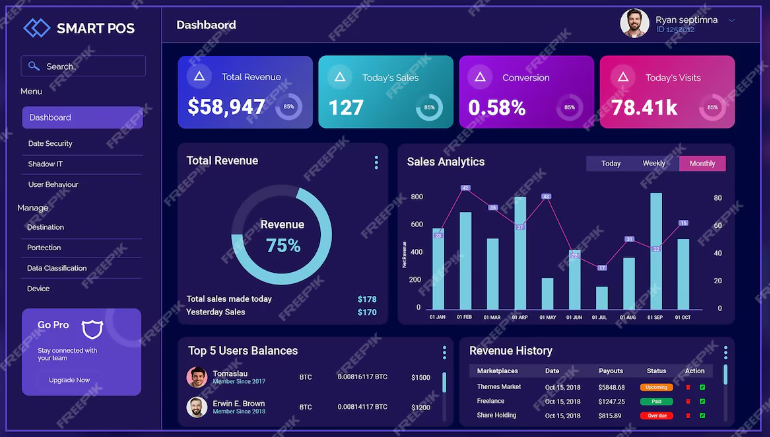 SMART POS
Dashbaord
Ryan septimna
ID 1252012
Search..
Menu
Dashboard
Date Security
Shadow IT
User Behaviour
Manage
Destination
Portection
Data Classification
Device
Go Pro
Stay connected with
your team
Upgrade Now
Total Revenue
$58,947
85%
Today's Sales
127
85%
Conversion
0.58%
85%
Today's Visits
78.41k
85%
Total Revenue
Revenue
75%
Total sales made today $178
Yesterday Sales $170
Sales Analytics
Today Weekly Monthly
800
600
400
200
0
80
60
40
20
0
01 JAN 01 FEB 01 MAR 01 ARP 01 MAY 01 JUN 01 JUL 01 AUG 01 SEP 01 OCT
Top 5 Users Balances
Tomaslau
Member Since 2017
BTC 0.00816117 BTC $1500
Erwin E. Brown
Member Since 2018
BTC 0.00814117 BTC $1200
Revenue History
Marketplaces Date Payouts Status Action
Themes Market Oct 15, 2018 $5848.68 Upcoming
Freelance Oct 15, 2018 $1247.25 Paid
Share Holding Oct 15, 2018 $815.89 Over due
FREEPIK